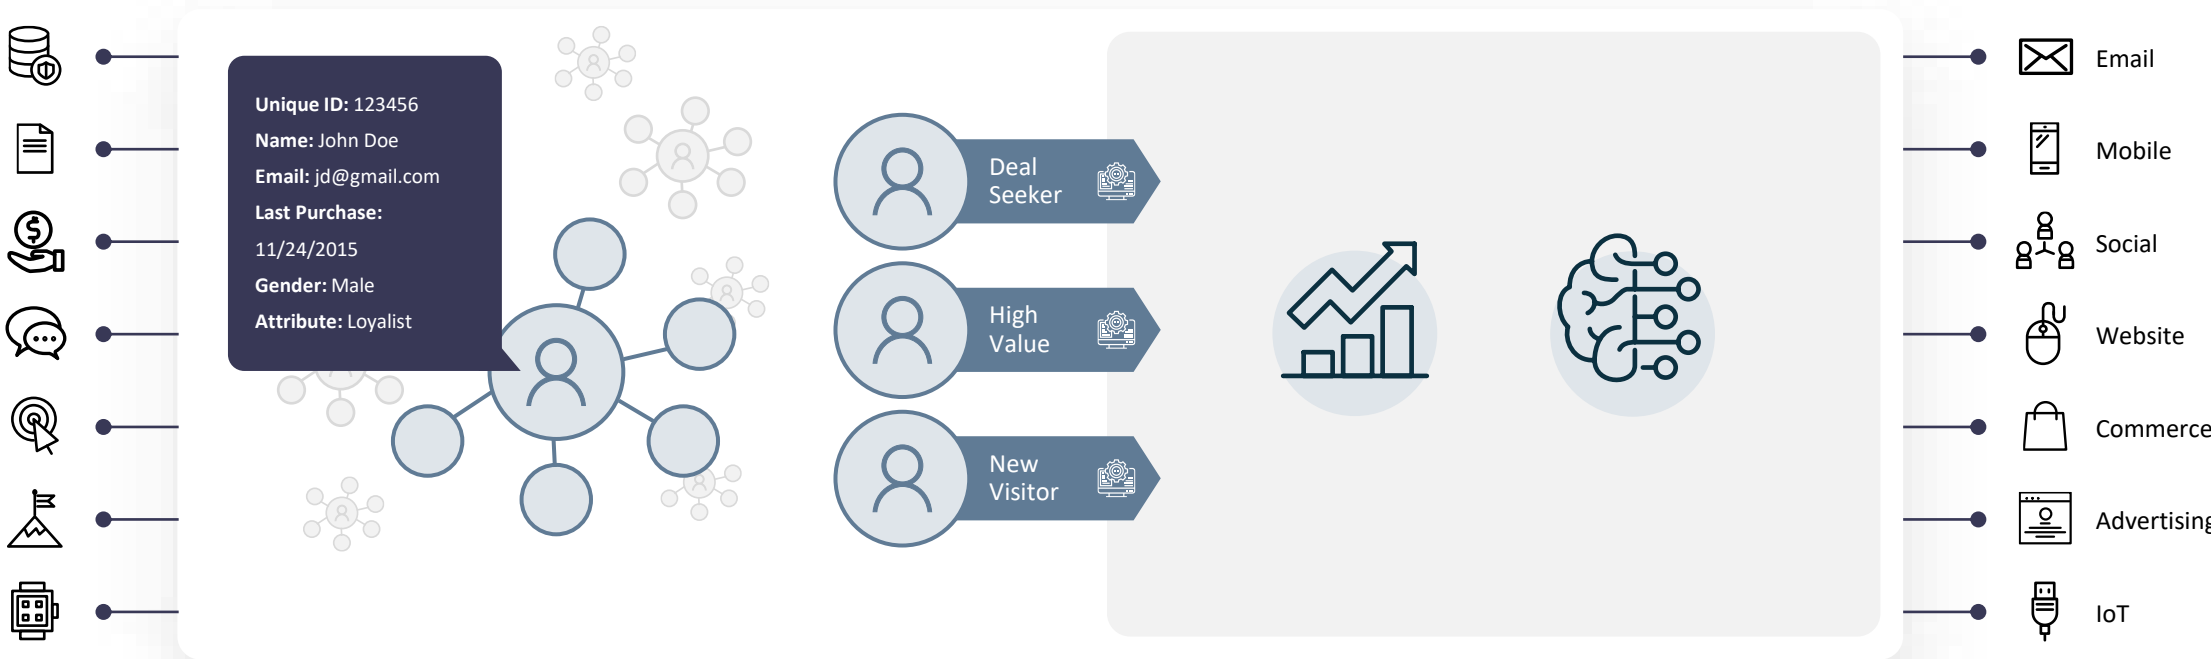 Unique ID: 123456
Name: John Doe
Email: jd@gmail.com
Last Purchase:
11/24/2015
Gender: Male
Attribute: Loyalist
Deal
Seeker
High
Value
New
Visitor
Email
Mobile
Social
Website
Commerce
Advertising
IoT